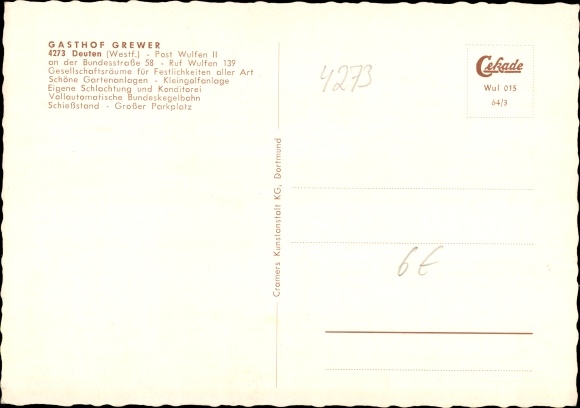 GASTHOF GREWER
4273 Deuten (Westf.) - Post Wulfen II
an der Bundesstraße 58 - Ruf Wulfen 139
Gesellschaftsräume für Festlichkeiten aller Art
Schöne Gartenanlagen - Kleingolfanlage
Eigene Schlachtung und Konditorei
Vollautomatische Bundeskegelbahn
Schießstand - Großer Parkplatz
Cramers Kunstanstalt KG, Dortmund
4273
Cekade
Wul 015
64/3
6 €